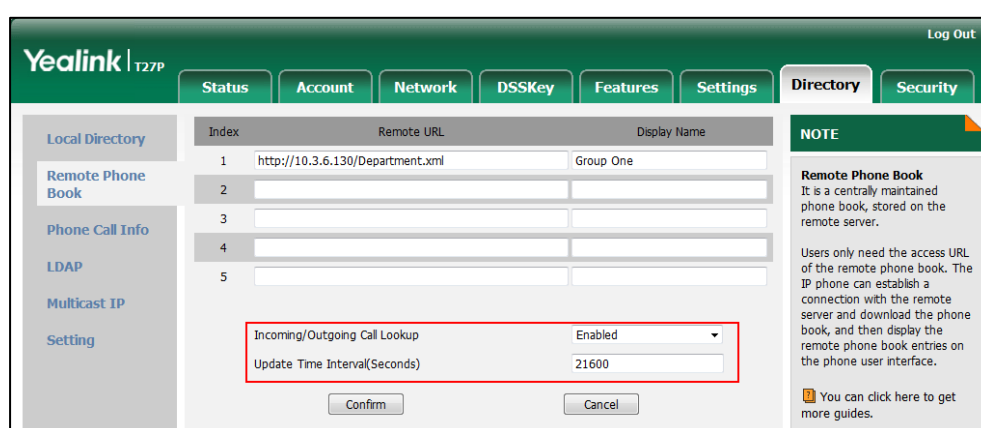 Log Out
Yealink T27P
Status Account Network DSSKey Features Settings Directory Security
Local Directory
Remote Phone
Book
Phone Call Info
LDAP
Multicast IP
Setting
Index Remote URL Display Name
1 http://10.3.6.130/Department.xml Group One
2
3
4
5
Incoming/Outgoing Call Lookup Enabled
Update Time Interval(Seconds) 21600
Confirm Cancel
NOTE
Remote Phone Book
It is a centrally maintained
phone book, stored on the
remote server.
Users only need the access URL
of the remote phone book. The
IP phone can establish a
connection with the remote
server and download the phone
book, and then display the
remote phone book entries on
the phone user interface.
You can click here to get
more guides.